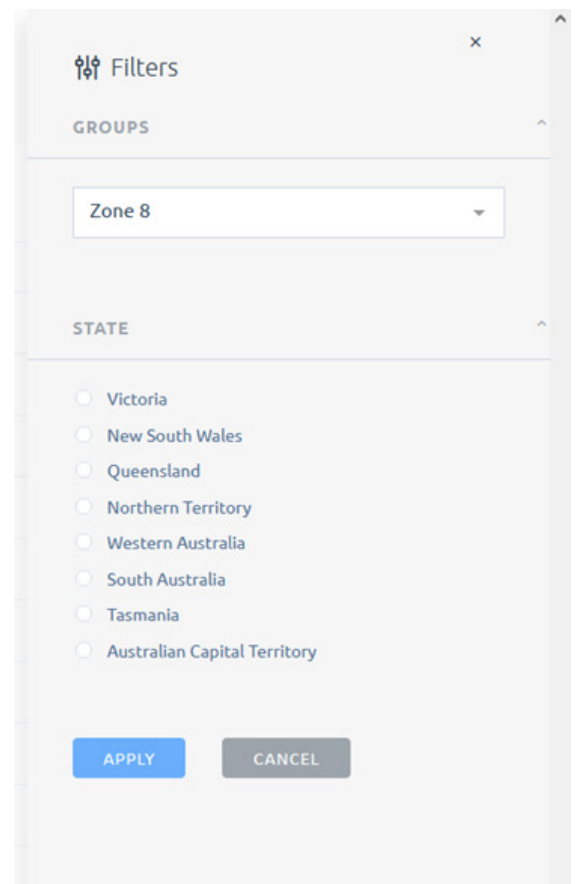 Filters
GROUPS
Zone 8
STATE
Victoria
New South Wales
Queensland
Northern Territory
Western Australia
South Australia
Tasmania
Australian Capital Territory
APPLY CANCEL